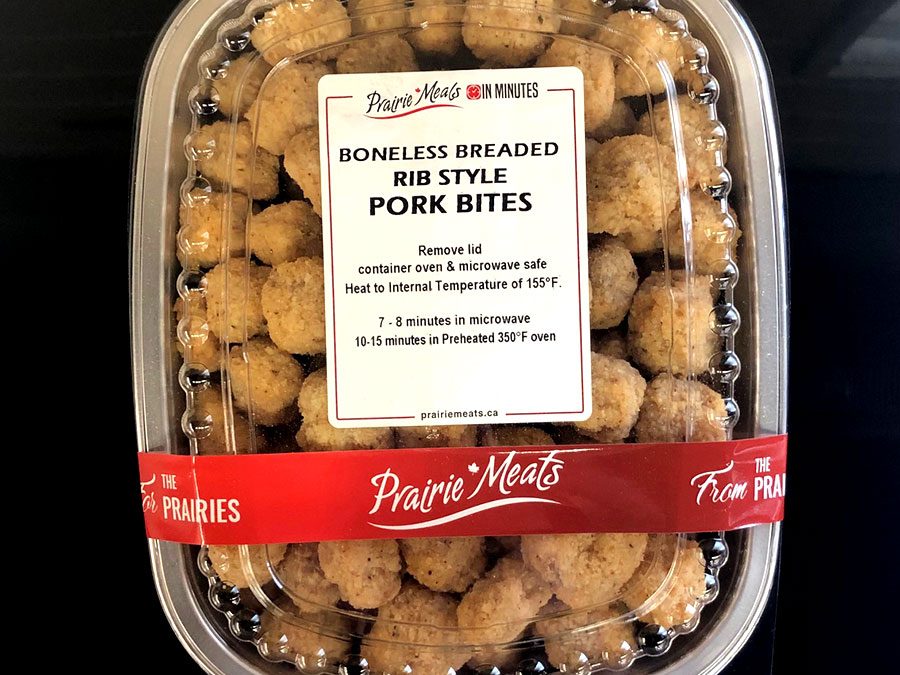 Prairie Meats IN MINUTES
BONELESS BREADED
RIB STYLE
PORK BITES
Remove lid
container oven & microwave safe
Heat to Internal Temperature of 155°F.
7 - 8 minutes in microwave
10-15 minutes in Preheated 350°F oven
prairiemeats.ca
THE
PRAIRIES
Prairie Meats
From THE